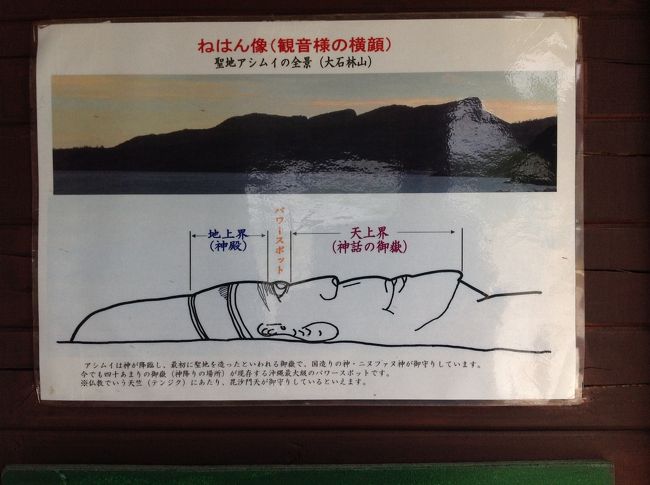 ねはん像(観音様の横顔)
聖地アシムイの全景(大石林山)
地上界
(神殿)
パワースポット
天上界
(神話の御嶽)
アシムイは神が降臨し、最初に聖地を造ったといわれる御嶽で、国造りの神・ニヌファヌ神が御守りしています。
今でも四十あまりの御嶽(神降りの場所)が現存する沖縄最大級のパワースポットです。
※仏教でいう天竺(テンジク)にあたり、毘沙門天が御守りしているといえます。